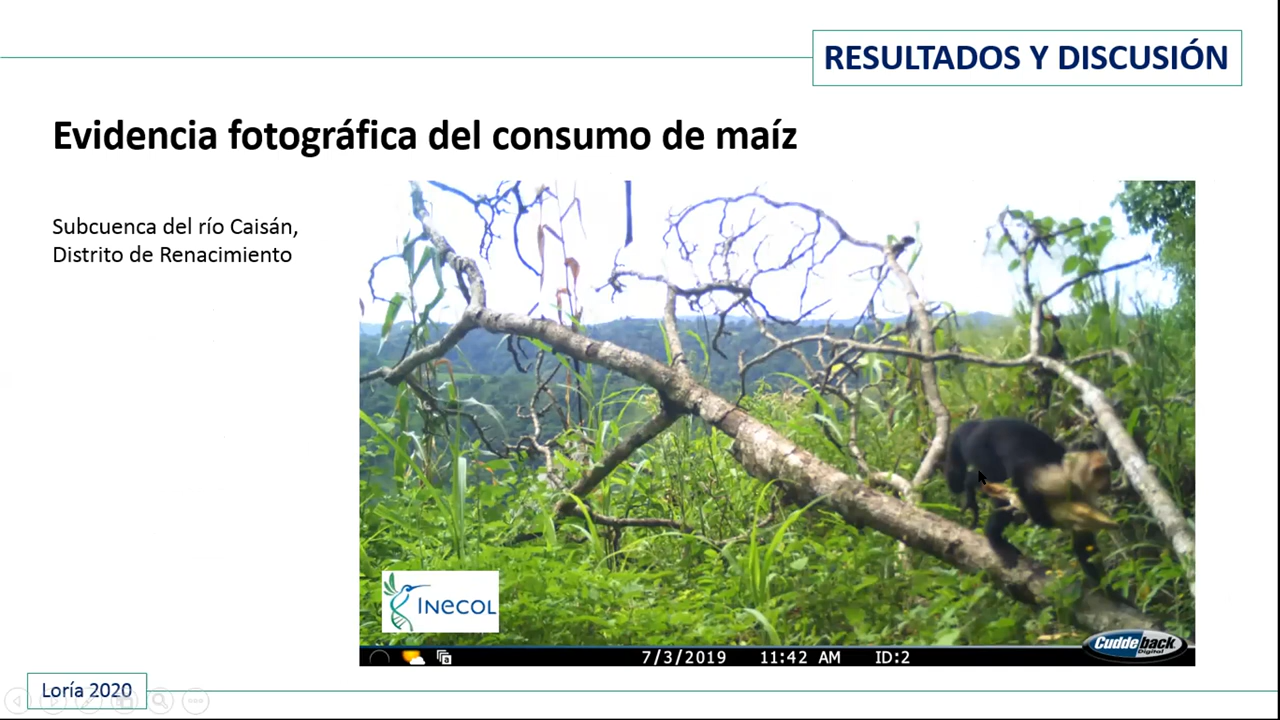 RESULTADOS Y DISCUSIÓN
Evidencia fotográfica del consumo de maíz
Subcuenca del río Caisán,
Distrito de Renacimiento
INECOL
7/3/2019 11:42 AM ID:2
Cuddeback
Digital
Loría 2020